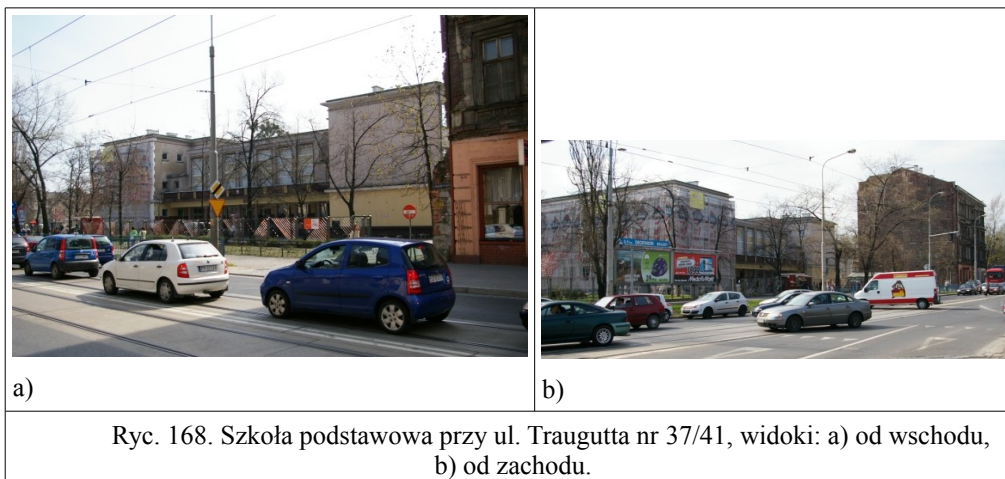 a)
b)
Ryc. 168. Szkoła podstawowa przy ul. Traugutta nr 37/41, widoki: a) od wschodu,
b) od zachodu.